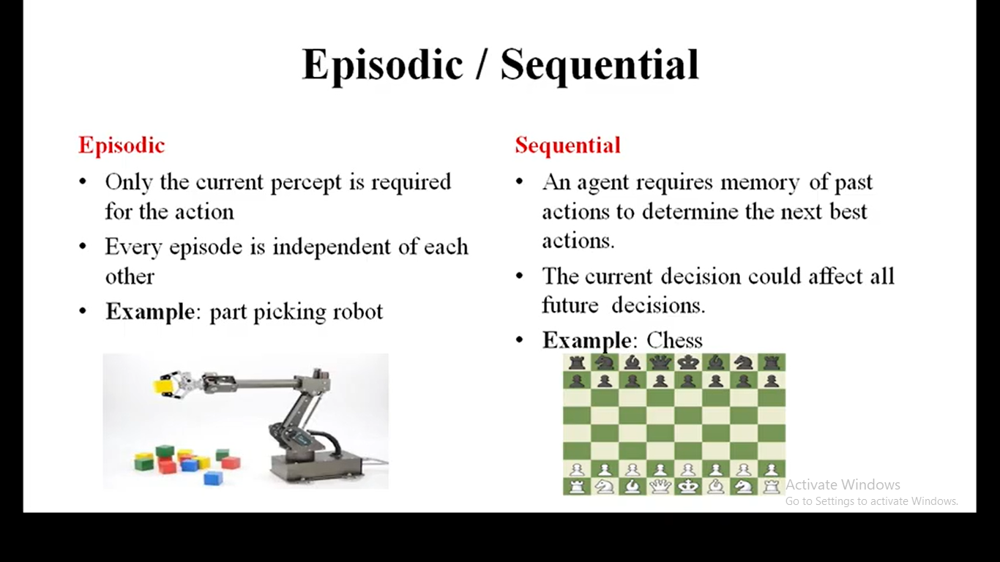 Episodic / Sequential
Episodic
• Only the current percept is required
for the action
• Every episode is independent of each
other
• Example: part picking robot
Sequential
• An agent requires memory of past
actions to determine the next best
actions.
• The current decision could affect all
future decisions.
• Example: Chess
Activate Windows
Go to Settings to activate Windows.